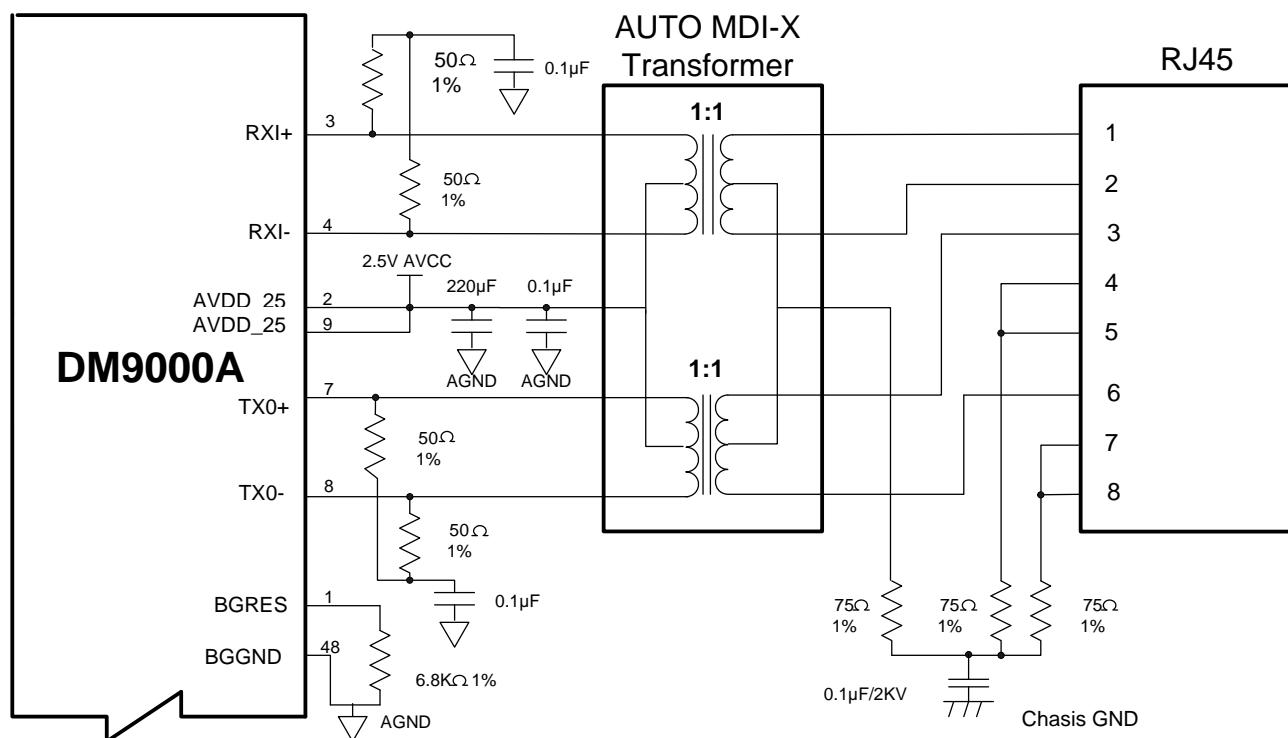 AUTO MDI-X
Transformer
RJ45
50Ω
1%
0.1µF
1:1
RXI+
3
1
50Ω
1%
2
RXI-
4
3
2.5V AVCC
4
AVDD_25
2
220µF
0.1µF
AVDD_25
9
5
DM9000A
AGND
AGND
1:1
6
TX0+
7
50Ω
1%
7
TX0-
8
8
50Ω
1%
BGRES
1
0.1µF
75Ω
1%
75Ω
1%
75Ω
1%
BGGND
48
6.8KΩ 1%
0.1µF/2KV
AGND
Chasis GND